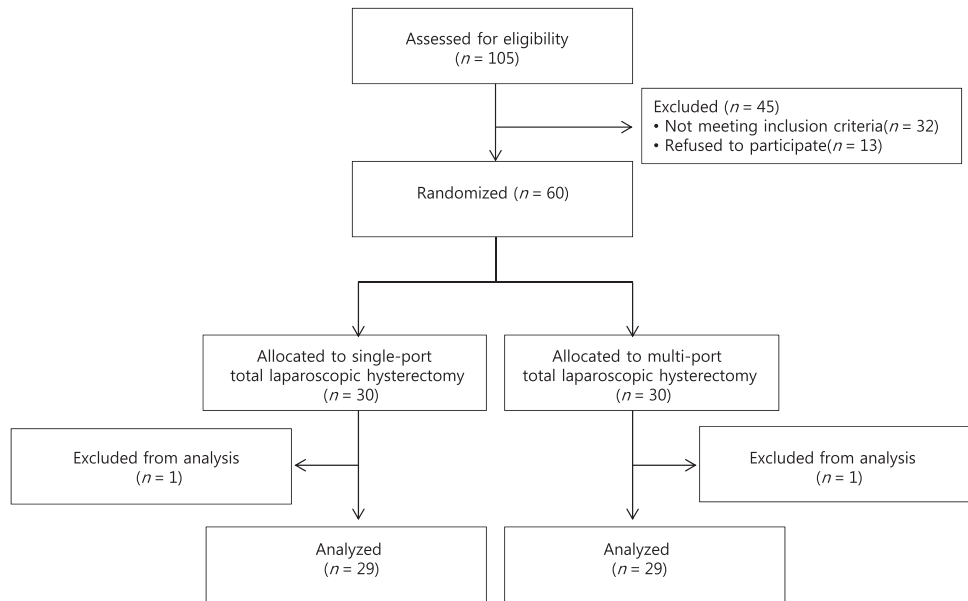 Assessed for eligibility
(n = 105)
Excluded (n = 45)
• Not meeting inclusion criteria(n = 32)
• Refused to participate(n = 13)
Randomized (n = 60)
Allocated to single-port
total laparoscopic hysterectomy
(n = 30)
Allocated to multi-port
total laparoscopic hysterectomy
(n = 30)
Excluded from analysis
(n = 1)
Excluded from analysis
(n = 1)
Analyzed
(n = 29)
Analyzed
(n = 29)